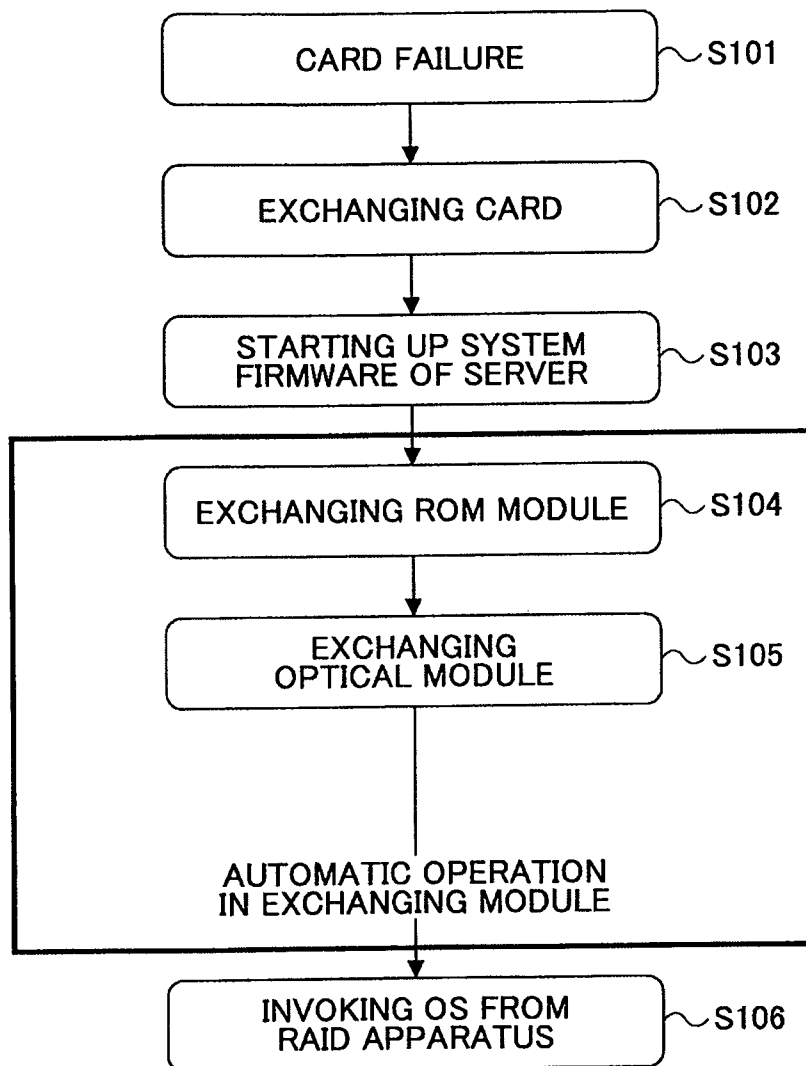 CARD FAILURE
S101
EXCHANGING CARD
S102
STARTING UP SYSTEM
FIRMWARE OF SERVER
S103
EXCHANGING ROM MODULE
S104
EXCHANGING
OPTICAL MODULE
S105
AUTOMATIC OPERATION
IN EXCHANGING MODULE
INVOKING OS FROM
RAID APPARATUS
S106